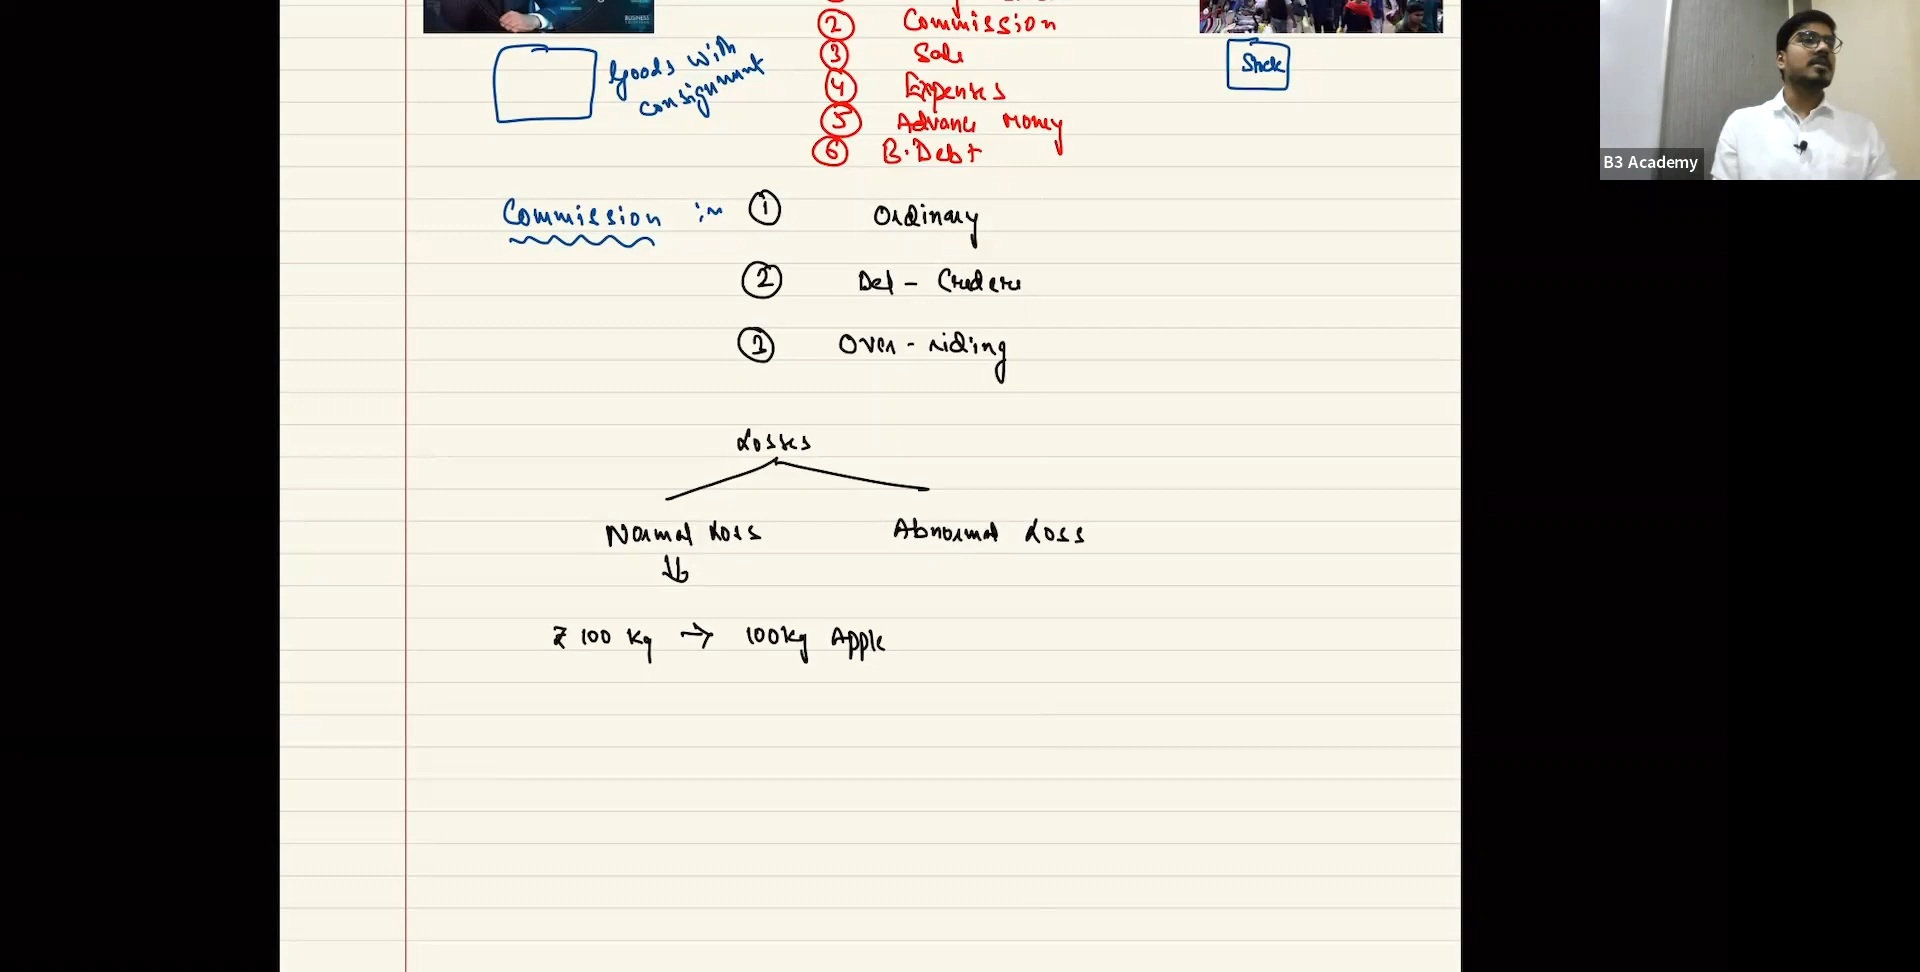 BUSINESS
② Commission
③ Sale
④ Expenses
⑤ Advance Money
⑥ B. Debt
Goods with
consignment
Stock
B3 Academy
Commission :~ ① Ordinary
② Del - Credere
③ Over - riding
Losses
Normal Loss Abnormal Loss
₹ 100 Kg → 100kg Apple